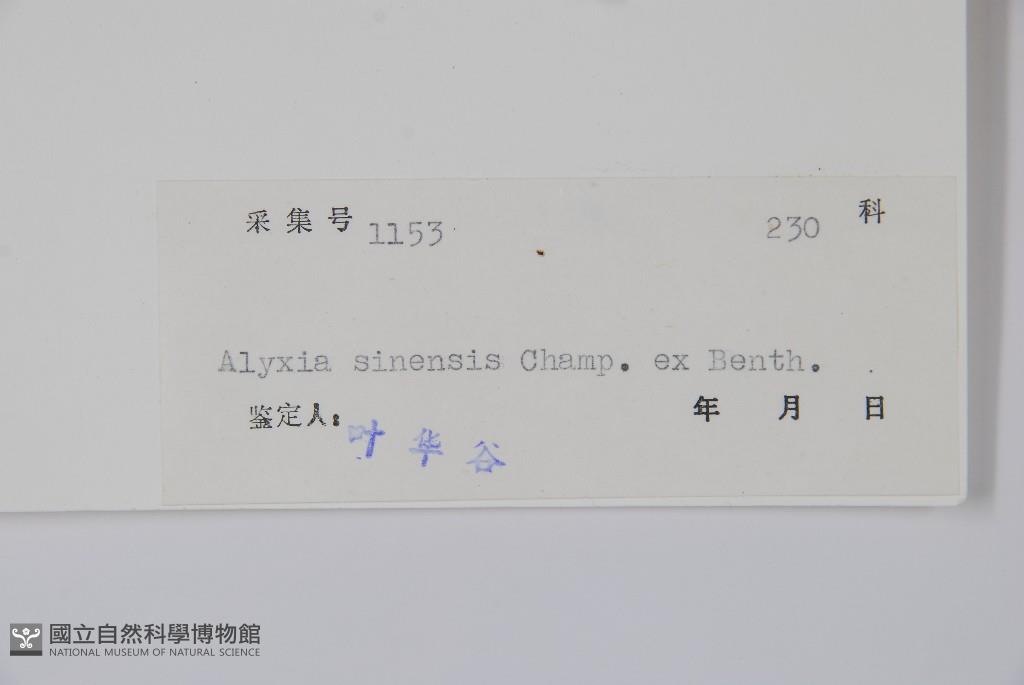 采集号 1153 230 科
Alyxia sinensis Champ. ex Benth.
鉴定人: 叶华谷 年 月 日
國立自然科學博物館
NATIONAL MUSEUM OF NATURAL SCIENCE